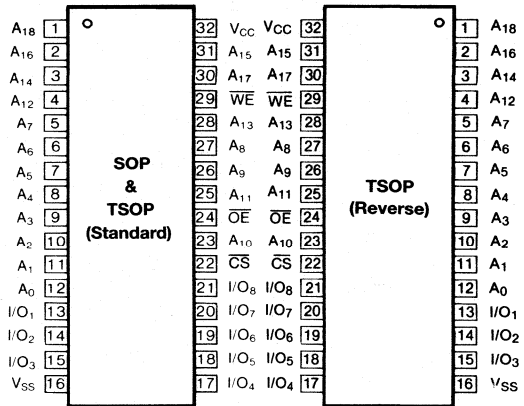 A18 1 32 VCC VCC 32 1 A18
A16 2 31 A15 A15 31 2 A16
A14 3 30 A17 A17 30 3 A14
A12 4 29 WE WE 29 4 A12
A7 5 28 A13 A13 28 5 A7
A6 6 27 A8 A8 27 6 A6
A5 7 SOP 26 A9 A9 26 7 A5
A4 8 & 25 A11 A11 25 TSOP 8 A4
A3 9 TSOP 24 OE OE 24 (Reverse) 9 A3
A2 10 (Standard) 23 A10 A10 23 10 A2
A1 11 22 CS CS 22 11 A1
A0 12 21 I/O8 I/O8 21 12 A0
I/O1 13 20 I/O7 I/O7 20 13 I/O1
I/O2 14 19 I/O6 I/O6 19 14 I/O2
I/O3 15 18 I/O5 I/O5 18 15 I/O3
VSS 16 17 I/O4 I/O4 17 16 VSS